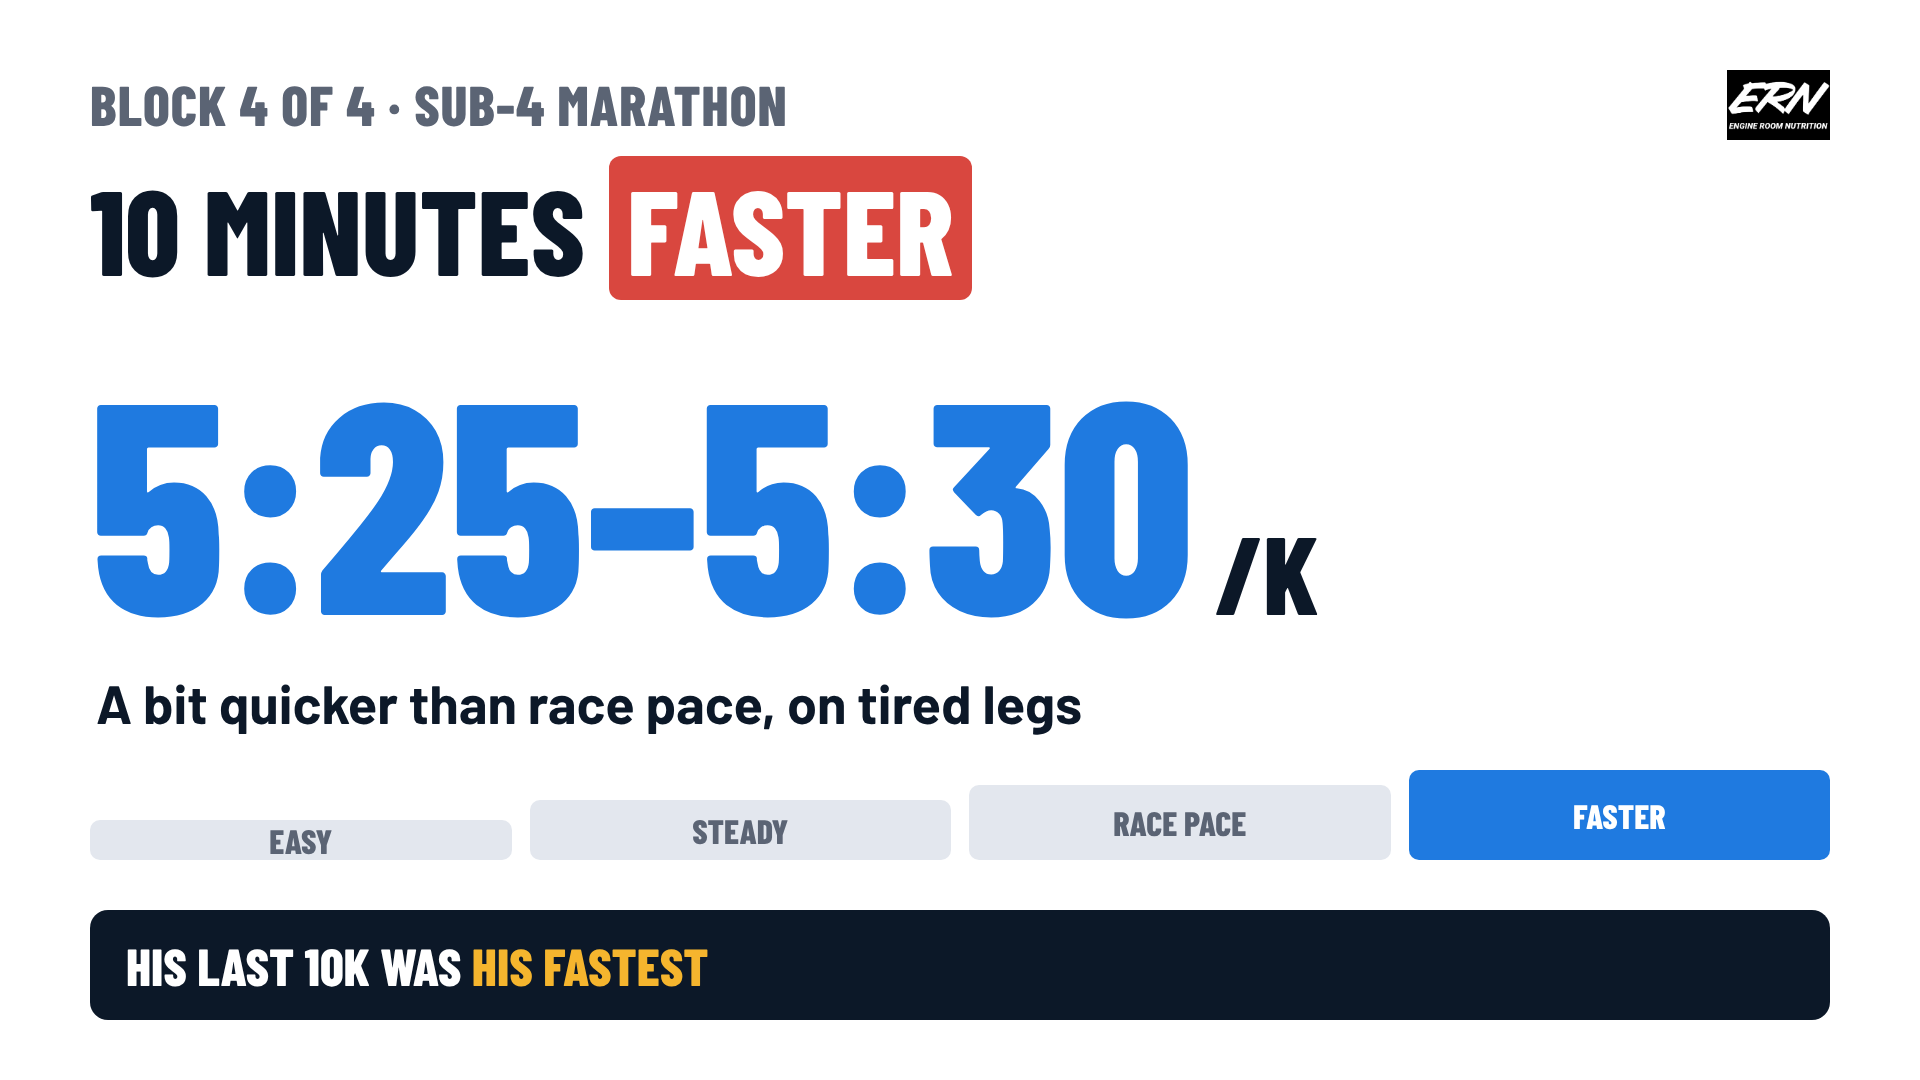 BLOCK 4 OF 4 · SUB-4 MARATHON
ERN
ENGINE ROOM NUTRITION
10 MINUTES FASTER
5:25–5:30 /K
A bit quicker than race pace, on tired legs
EASY
STEADY
RACE PACE
FASTER
HIS LAST 10K WAS HIS FASTEST